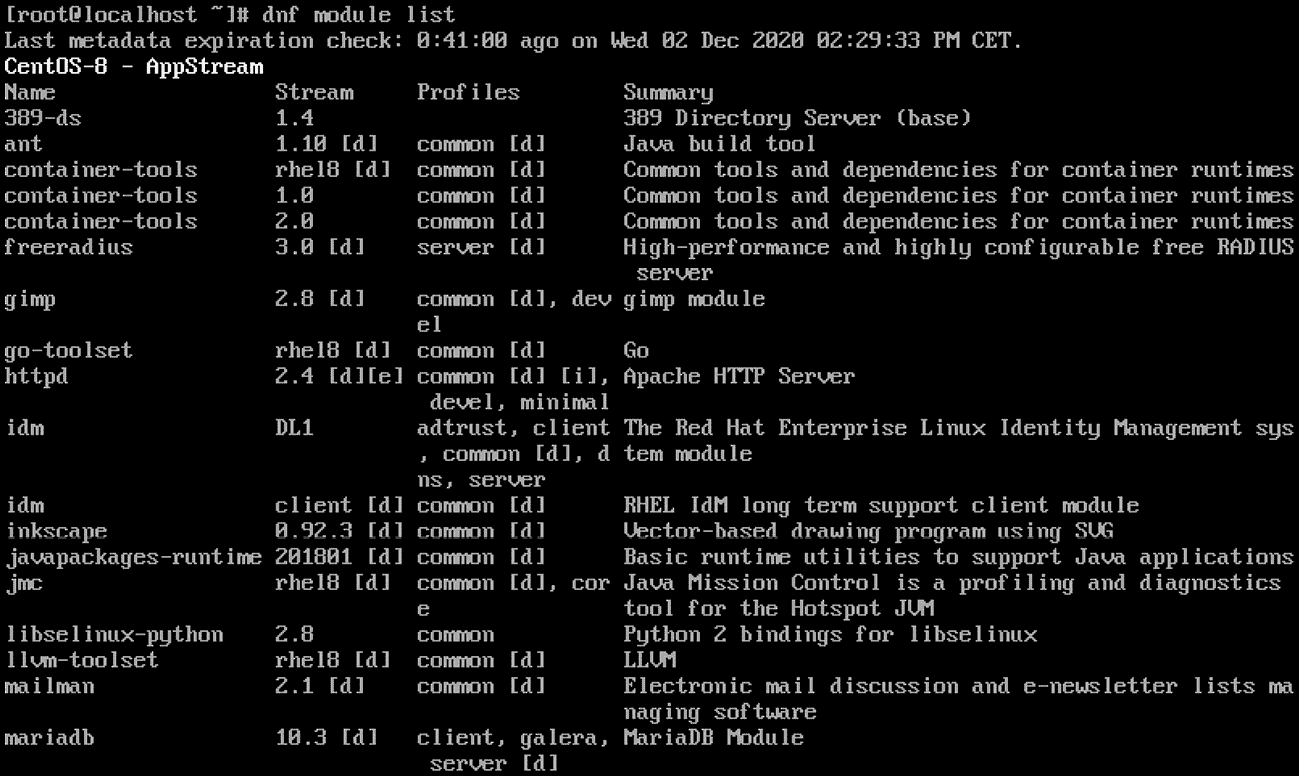 [root@localhost ~]# dnf module list
Last metadata expiration check: 0:41:00 ago on Wed 02 Dec 2020 02:29:33 PM CET.
CentOS-8 - AppStream
Name                 Stream     Profiles        Summary
389-ds               1.4                        389 Directory Server (base)
ant                  1.10 [d]   common [d]      Java build tool
container-tools      rhel8 [d]  common [d]      Common tools and dependencies for container runtimes
container-tools      1.0        common [d]      Common tools and dependencies for container runtimes
container-tools      2.0        common [d]      Common tools and dependencies for container runtimes
freeradius           3.0 [d]    server [d]      High-performance and highly configurable free RADIUS
                                                 server
gimp                 2.8 [d]    common [d], dev gimp module
                                el
go-toolset           rhel8 [d]  common [d]      Go
httpd                2.4 [d][e] common [d] [i], Apache HTTP Server
                                 devel, minimal
idm                  DL1        adtrust, client The Red Hat Enterprise Linux Identity Management sys
                                , common [d], d tem module
                                ns, server
idm                  client [d] common [d]      RHEL IdM long term support client module
inkscape             0.92.3 [d] common [d]      Vector-based drawing program using SVG
javapackages-runtime 201801 [d] common [d]      Basic runtime utilities to support Java applications
jmc                  rhel8 [d]  common [d], cor Java Mission Control is a profiling and diagnostics
                                e               tool for the Hotspot JVM
libselinux-python    2.8        common          Python 2 bindings for libselinux
llvm-toolset         rhel8 [d]  common [d]      LLVM
mailman              2.1 [d]    common [d]      Electronic mail discussion and e-newsletter lists ma
                                                naging software
mariadb              10.3 [d]   client, galera, MariaDB Module
                                 server [d]